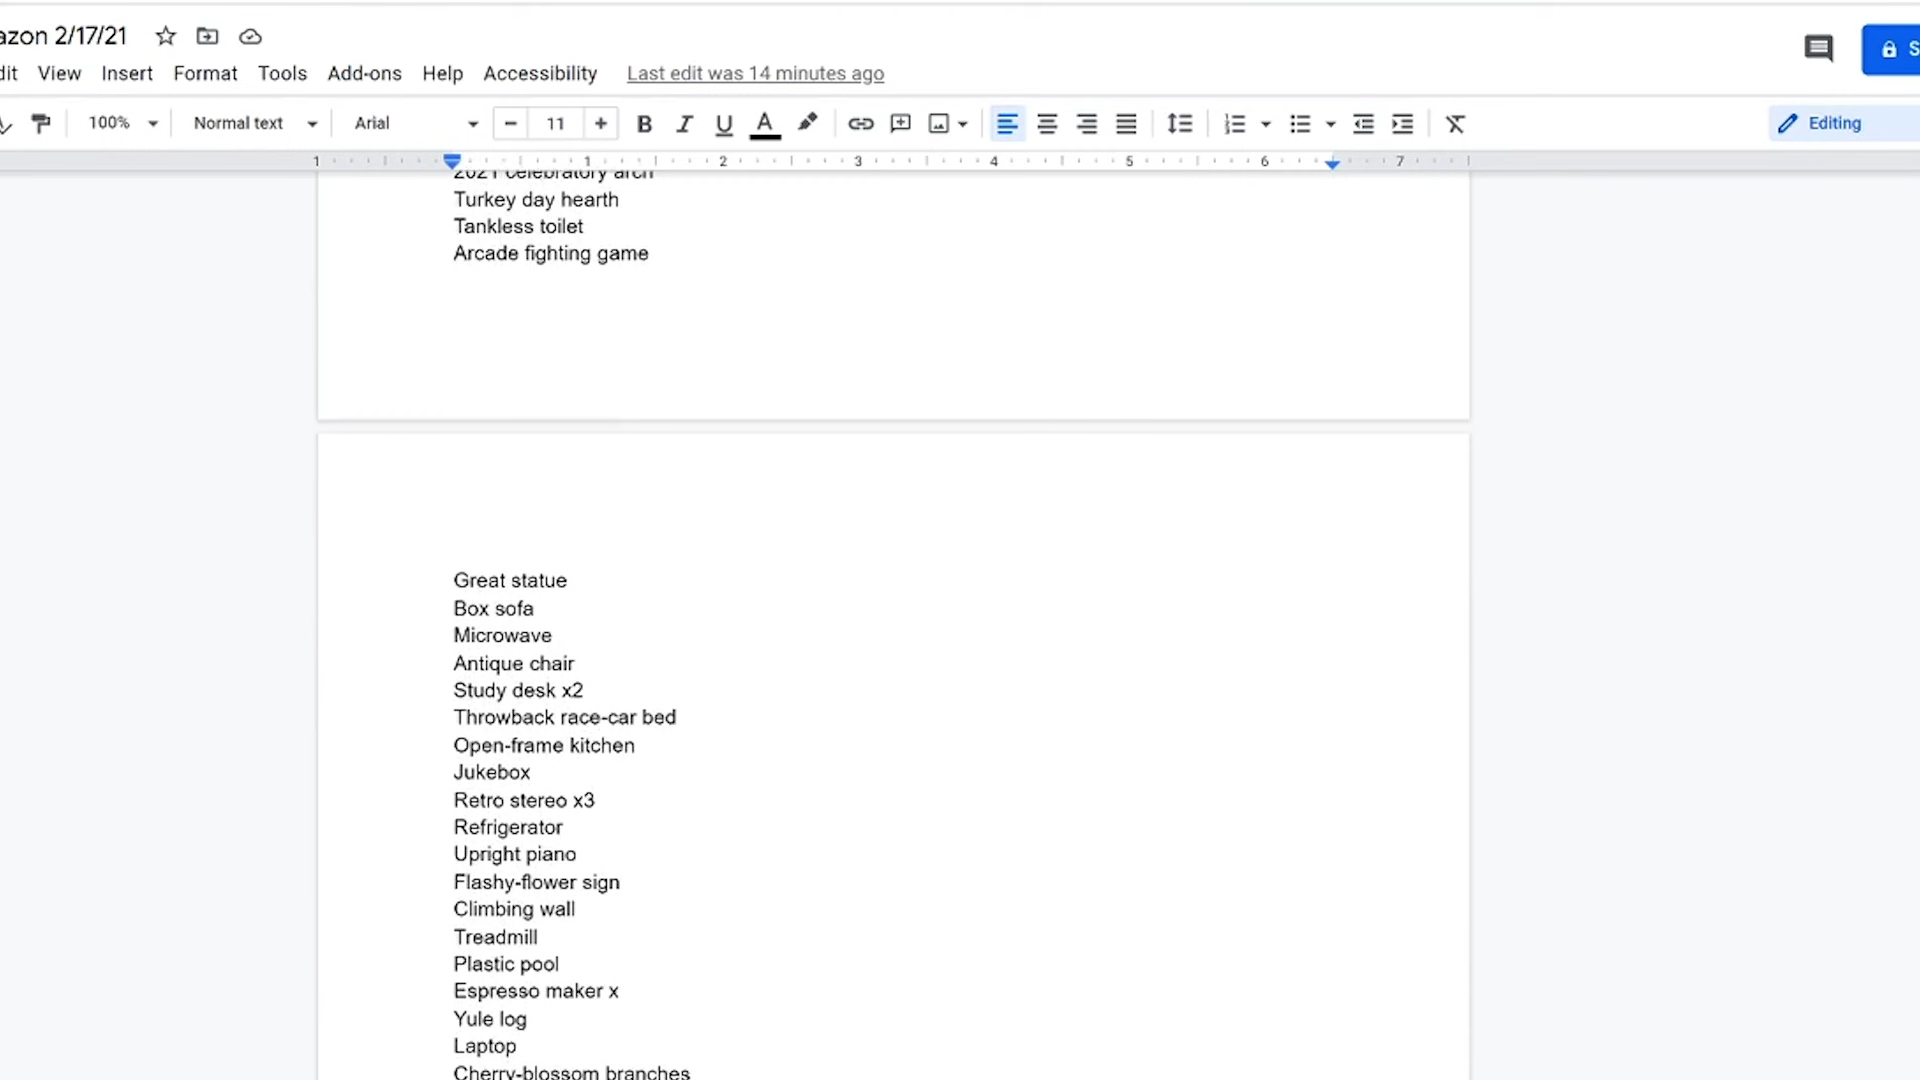 azon 2/17/21
dit View Insert Format Tools Add-ons Help Accessibility Last edit was 14 minutes ago
S
100% Normal text Arial - 11 + B I U A Editing
1 1 2 3 4 5 6 7
2021 celebratory arch
Turkey day hearth
Tankless toilet
Arcade fighting game
Great statue
Box sofa
Microwave
Antique chair
Study desk x2
Throwback race-car bed
Open-frame kitchen
Jukebox
Retro stereo x3
Refrigerator
Upright piano
Flashy-flower sign
Climbing wall
Treadmill
Plastic pool
Espresso maker x
Yule log
Laptop
Cherry-blossom branches